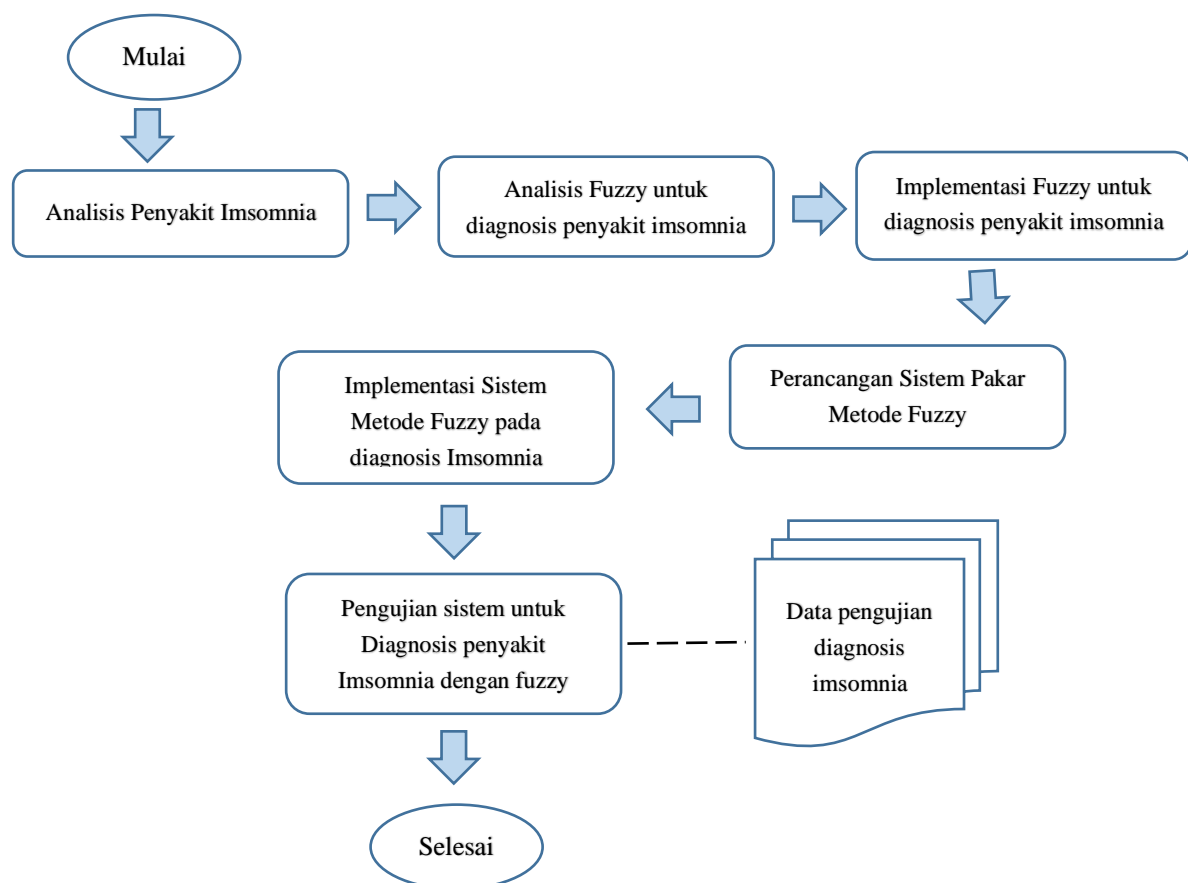 Mulai
Analisis Penyakit Imsomnia
Analisis Fuzzy untuk
diagnosis penyakit imsomnia
Implementasi Fuzzy untuk
diagnosis penyakit imsomnia
Perancangan Sistem Pakar
Metode Fuzzy
Implementasi Sistem
Metode Fuzzy pada
diagnosis Imsomnia
Pengujian sistem untuk
Diagnosis penyakit
Imsomnia dengan fuzzy
Data pengujian
diagnosis
imsomnia
Selesai